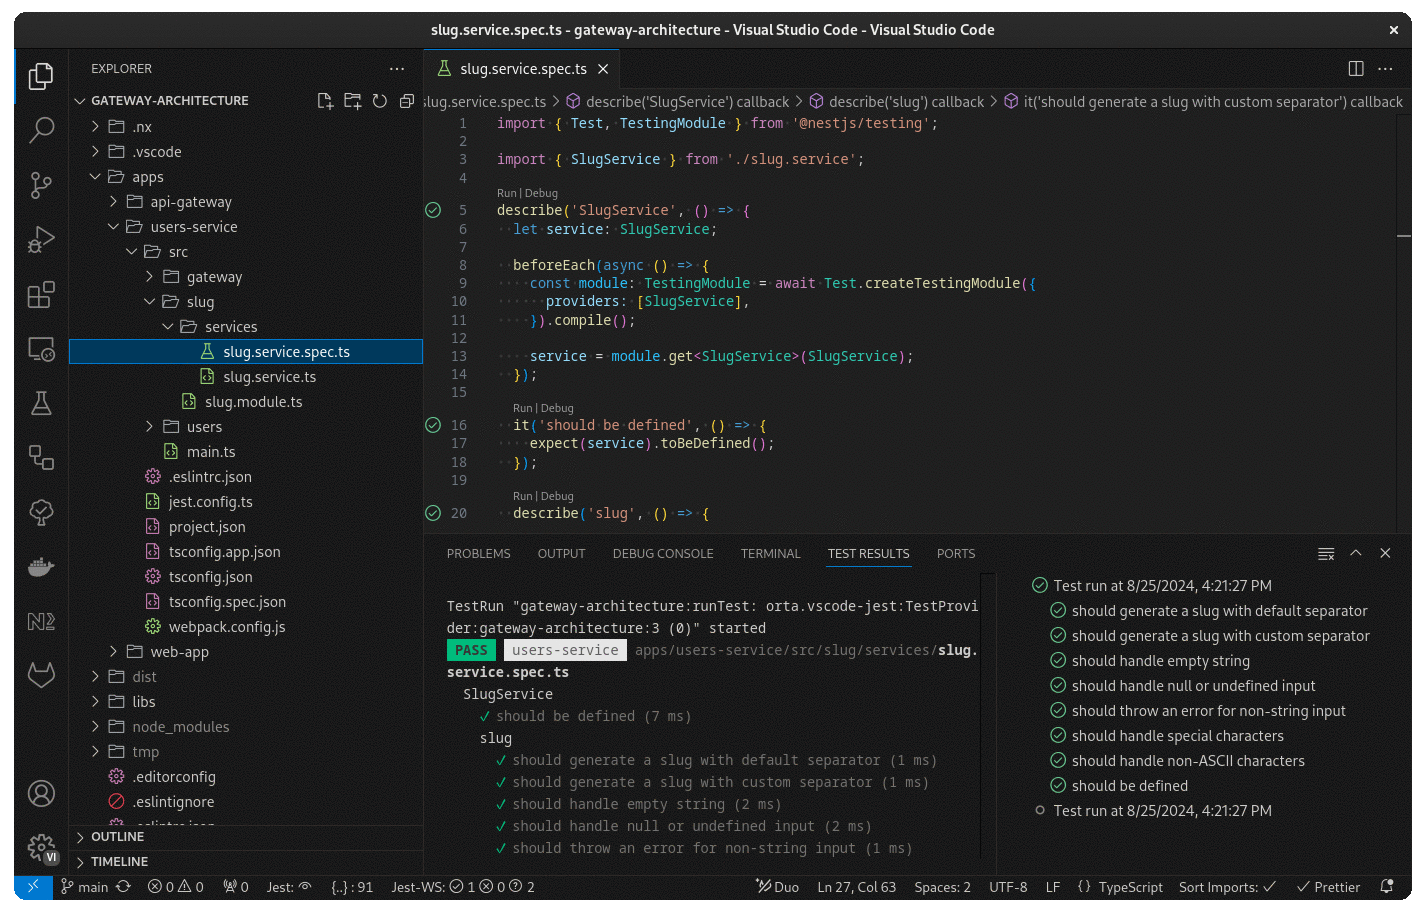 slug.service.spec.ts - gateway-architecture - Visual Studio Code - Visual Studio Code
EXPLORER
GATEWAY-ARCHITECTURE
.nx
.vscode
apps
api-gateway
users-service
src
gateway
slug
services
slug.service.spec.ts
slug.service.ts
slug.module.ts
users
main.ts
.eslintrc.json
jest.config.ts
project.json
tsconfig.app.json
tsconfig.json
tsconfig.spec.json
webpack.config.js
web-app
dist
libs
node_modules
tmp
.editorconfig
.eslintignore
.eslintrc.json
OUTLINE
TIMELINE
VI
slug.service.spec.ts
slug.service.spec.ts > describe('SlugService') callback > describe('slug') callback > it('should generate a slug with custom separator') callback
1 import { Test, TestingModule } from '@nestjs/testing';
2
3 import { SlugService } from './slug.service';
4
Run | Debug
5 describe('SlugService', () => {
6 let service: SlugService;
7
8 beforeEach(async () => {
9 const module: TestingModule = await Test.createTestingModule({
10 providers: [SlugService],
11 }).compile();
12
13 service = module.get<SlugService>(SlugService);
14 });
15
Run | Debug
16 it('should be defined', () => {
17 expect(service).toBeDefined();
18 });
19
Run | Debug
20 describe('slug', () => {
PROBLEMS OUTPUT DEBUG CONSOLE TERMINAL TEST RESULTS PORTS
TestRun "gateway-architecture:runTest: orta.vscode-jest:TestProvi
der:gateway-architecture:3 (0)" started
PASS users-service apps/users-service/src/slug/services/slug.
service.spec.ts
SlugService
✓ should be defined (7 ms)
slug
✓ should generate a slug with default separator (1 ms)
✓ should generate a slug with custom separator (1 ms)
✓ should handle empty string (2 ms)
✓ should handle null or undefined input (2 ms)
✓ should throw an error for non-string input (1 ms)
Test run at 8/25/2024, 4:21:27 PM
should generate a slug with default separator
should generate a slug with custom separator
should handle empty string
should handle null or undefined input
should throw an error for non-string input
should handle special characters
should handle non-ASCII characters
should be defined
Test run at 8/25/2024, 4:21:27 PM
main 0 0 0 Jest: {..} : 91 Jest-WS: 1 0 2 Duo Ln 27, Col 63 Spaces: 2 UTF-8 LF {} TypeScript Sort Imports: ✓ ✓ Prettier